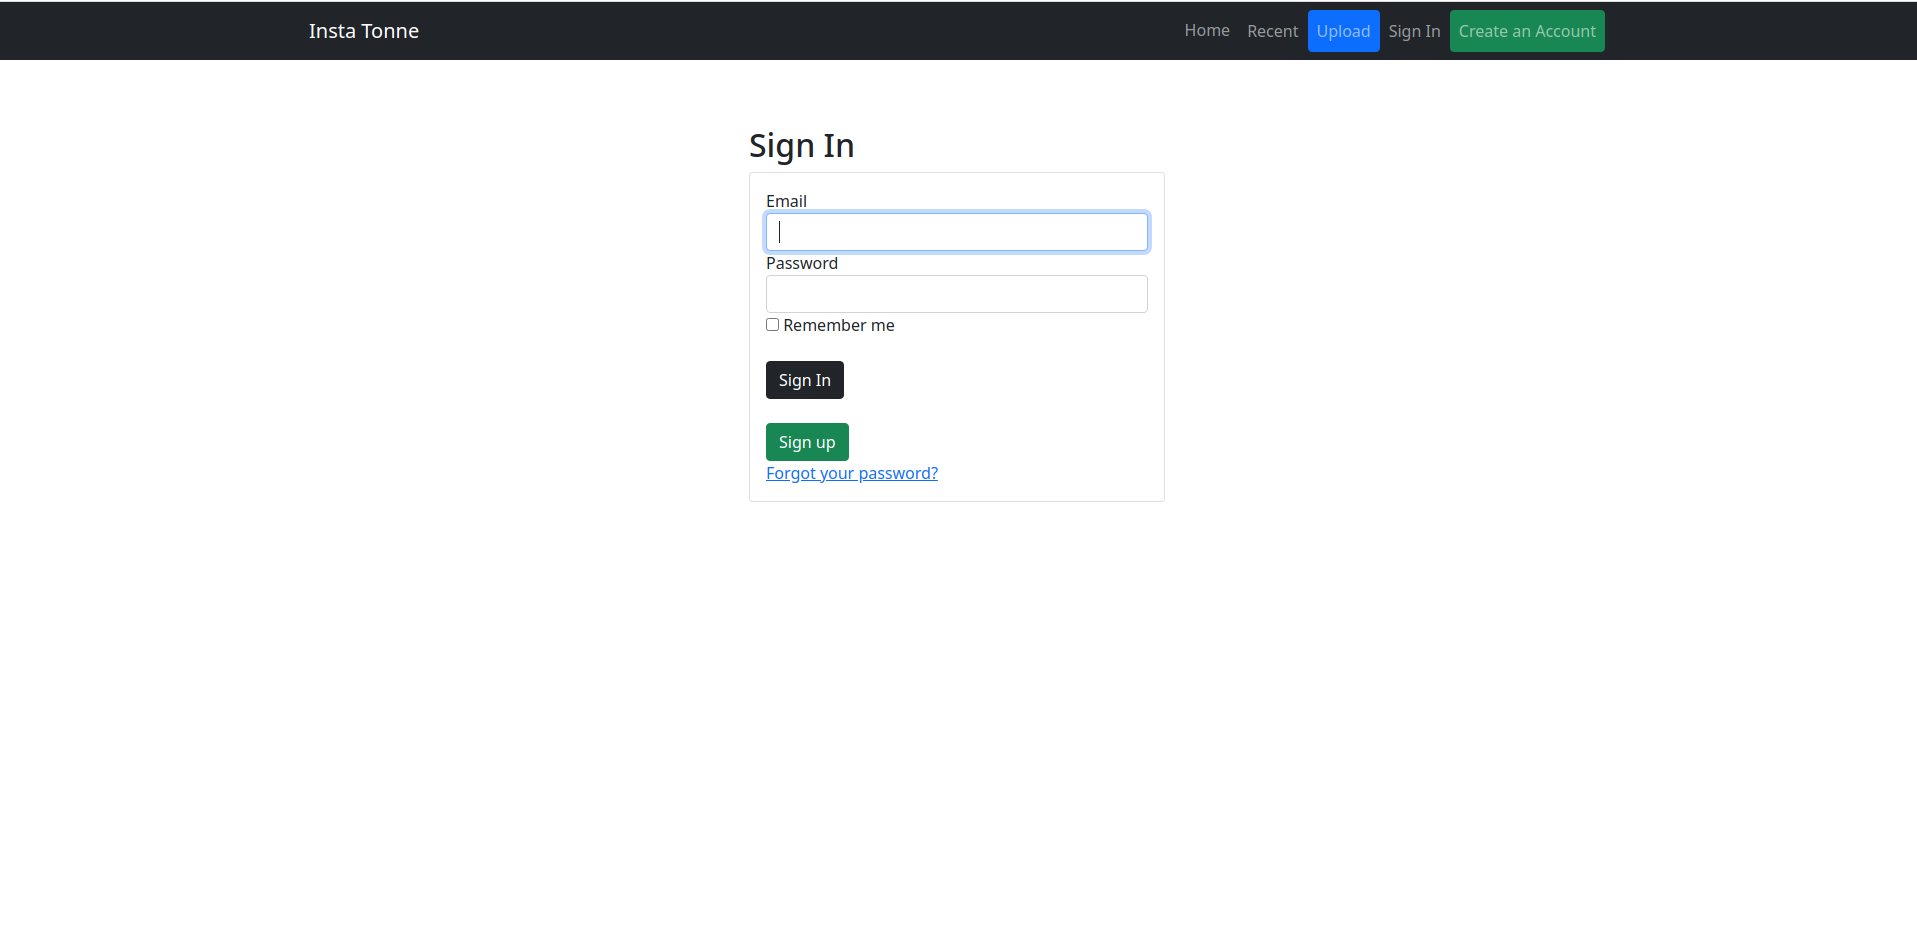 Insta Tonne Home Recent Upload Sign In Create an Account
Sign In
Email
Password
Remember me
Sign In
Sign up
Forgot your password?